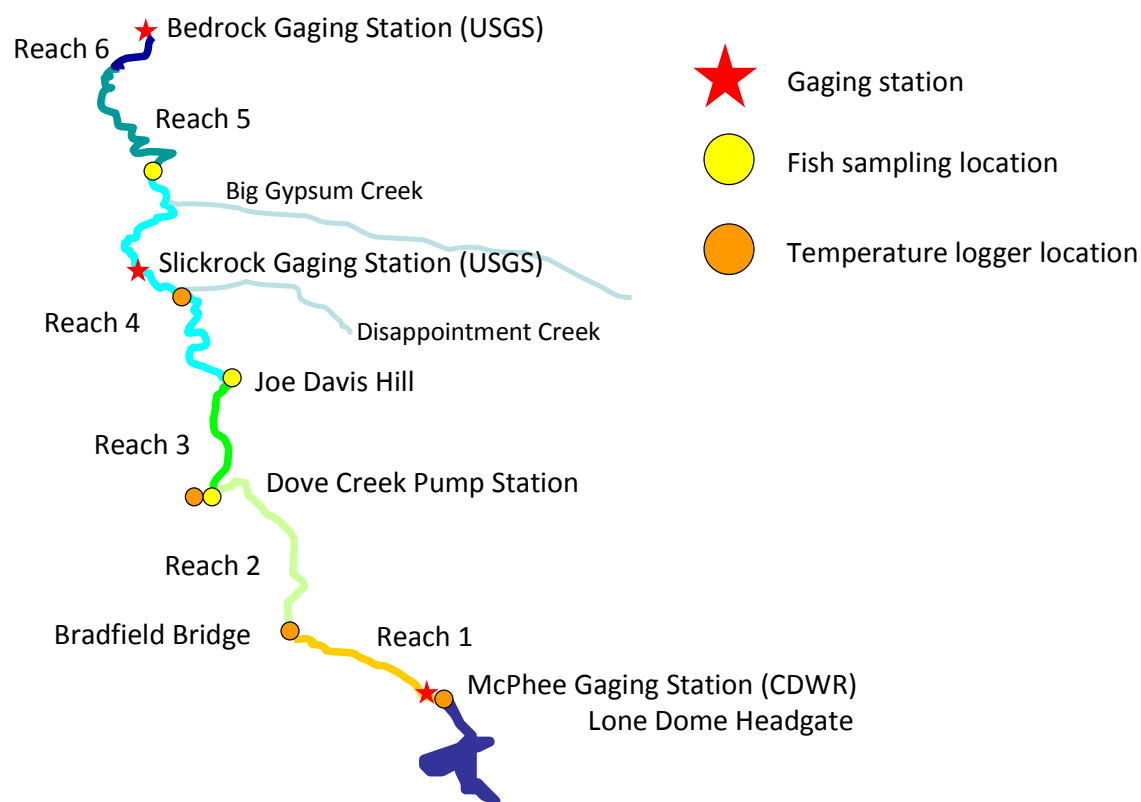 Bedrock Gaging Station (USGS)
Reach 6
Gaging station
Reach 5
Fish sampling location
Big Gypsum Creek
Temperature logger location
Slickrock Gaging Station (USGS)
Reach 4
Disappointment Creek
Joe Davis Hill
Reach 3
Dove Creek Pump Station
Reach 2
Bradfield Bridge
Reach 1
McPhee Gaging Station (CDWR)
Lone Dome Headgate